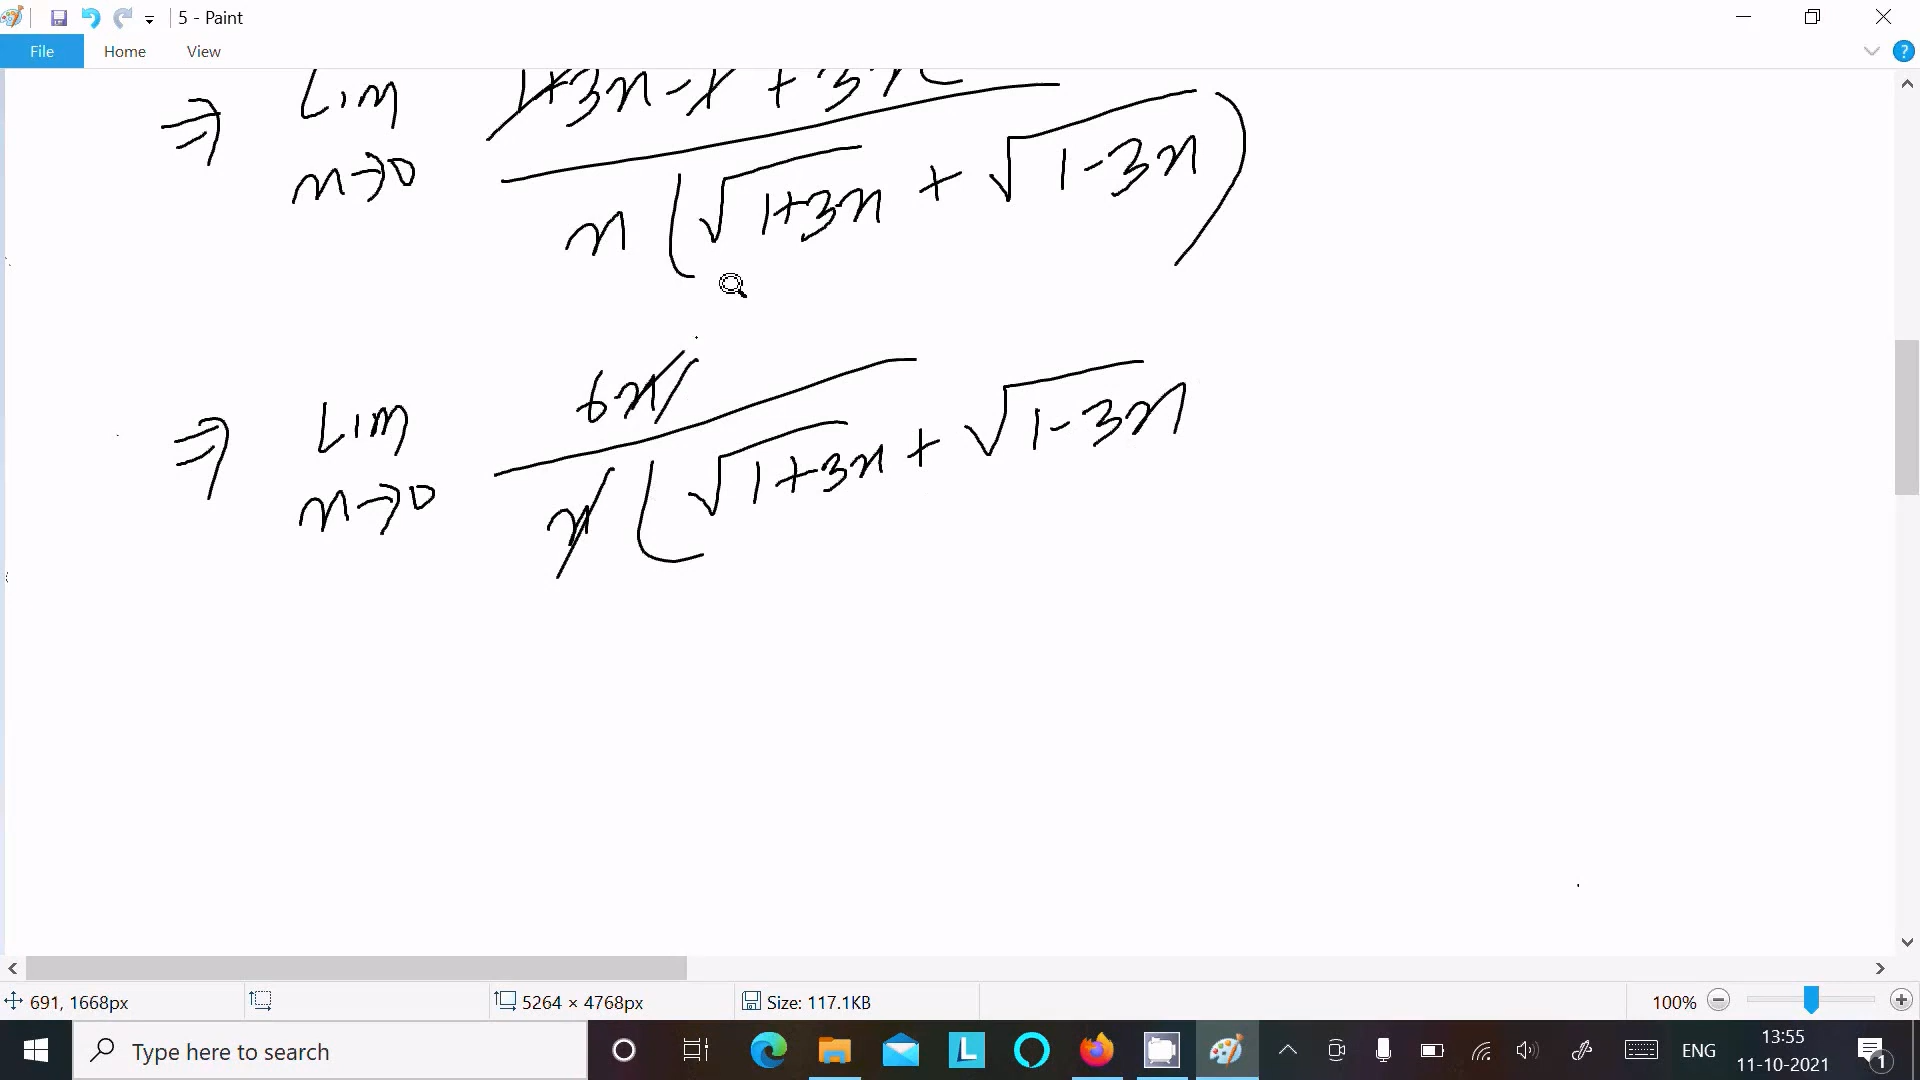 5 - Paint
File Home View
⇒ Lim 1+3x-1+3x
x→0 x(√1+3x + √1-3x)
⇒ Lim 6x
x→0 x(√1+3x + √1-3x
691, 1668px 5264 × 4768px Size: 117.1KB 100%
Type here to search L ENG 13:55
11-10-2021 1